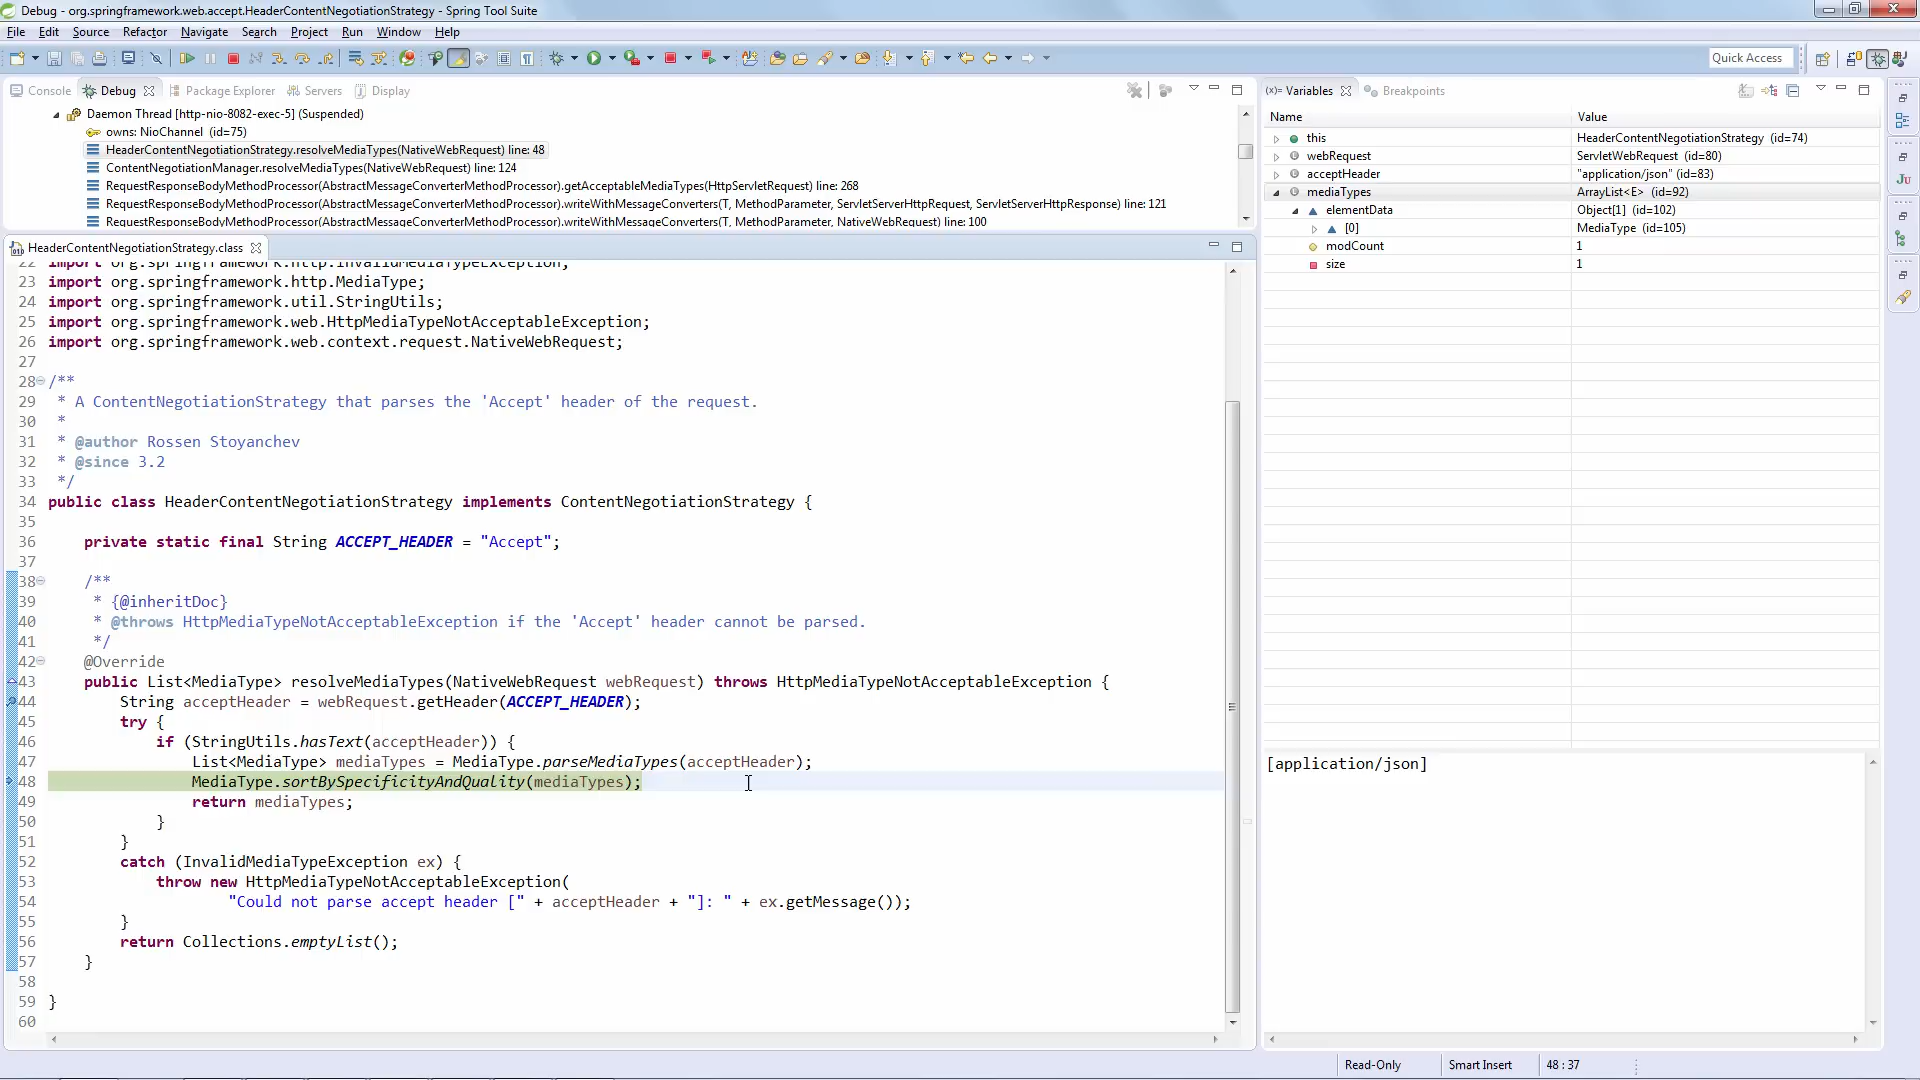 Debug - org.springframework.web.accept.HeaderContentNegotiationStrategy - Spring Tool Suite
File Edit Source Refactor Navigate Search Project Run Window Help
Quick Access
Console Debug Package Explorer Servers Display
Daemon Thread [http-nio-8082-exec-5] (Suspended)
owns: NioChannel (id=75)
HeaderContentNegotiationStrategy.resolveMediaTypes(NativeWebRequest) line: 48
ContentNegotiationManager.resolveMediaTypes(NativeWebRequest) line: 124
RequestResponseBodyMethodProcessor(AbstractMessageConverterMethodProcessor).getAcceptableMediaTypes(HttpServletRequest) line: 268
RequestResponseBodyMethodProcessor(AbstractMessageConverterMethodProcessor).writeWithMessageConverters(T, MethodParameter, ServletServerHttpRequest, ServletServerHttpResponse) line: 121
RequestResponseBodyMethodProcessor(AbstractMessageConverterMethodProcessor).writeWithMessageConverters(T, MethodParameter, NativeWebRequest) line: 100
HeaderContentNegotiationStrategy.class
22 import org.springframework.http.InvalidMediaTypeException;
23 import org.springframework.http.MediaType;
24 import org.springframework.util.StringUtils;
25 import org.springframework.web.HttpMediaTypeNotAcceptableException;
26 import org.springframework.web.context.request.NativeWebRequest;
27
28 /**
29 * A ContentNegotiationStrategy that parses the 'Accept' header of the request.
30 *
31 * @author Rossen Stoyanchev
32 * @since 3.2
33 */
34 public class HeaderContentNegotiationStrategy implements ContentNegotiationStrategy {
35
36 private static final String ACCEPT_HEADER = "Accept";
37
38 /**
39 * {@inheritDoc}
40 * @throws HttpMediaTypeNotAcceptableException if the 'Accept' header cannot be parsed.
41 */
42 @Override
43 public List<MediaType> resolveMediaTypes(NativeWebRequest webRequest) throws HttpMediaTypeNotAcceptableException {
44 String acceptHeader = webRequest.getHeader(ACCEPT_HEADER);
45 try {
46 if (StringUtils.hasText(acceptHeader)) {
47 List<MediaType> mediaTypes = MediaType.parseMediaTypes(acceptHeader);
48 MediaType.sortBySpecificityAndQuality(mediaTypes);
49 return mediaTypes;
50 }
51 }
52 catch (InvalidMediaTypeException ex) {
53 throw new HttpMediaTypeNotAcceptableException(
54 "Could not parse accept header [" + acceptHeader + "]: " + ex.getMessage());
55 }
56 return Collections.emptyList();
57 }
58
59 }
60
(x)= Variables Breakpoints
Name Value
this HeaderContentNegotiationStrategy (id=74)
webRequest ServletWebRequest (id=80)
acceptHeader "application/json" (id=83)
mediaTypes ArrayList<E> (id=92)
elementData Object[1] (id=102)
[0] MediaType (id=105)
modCount 1
size 1
[application/json]
Ju
Read-Only Smart Insert 48 : 37